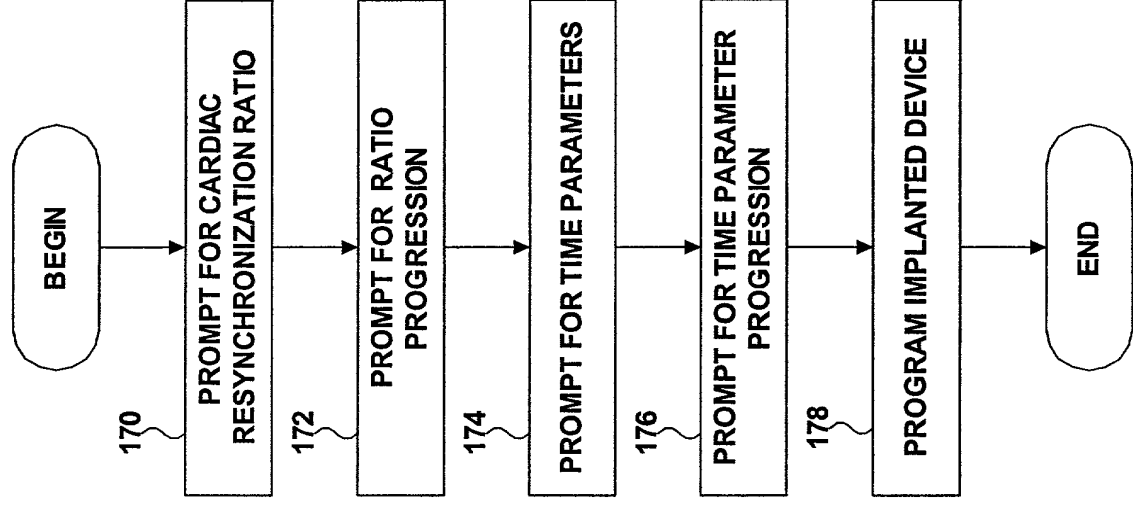 BEGIN
170
PROMPT FOR CARDIAC
RESYNCHRONIZATION RATIO
172
PROMPT FOR RATIO
PROGRESSION
174
PROMPT FOR TIME PARAMETERS
176
PROMPT FOR TIME PARAMETER
PROGRESSION
178
PROGRAM IMPLANTED DEVICE
END